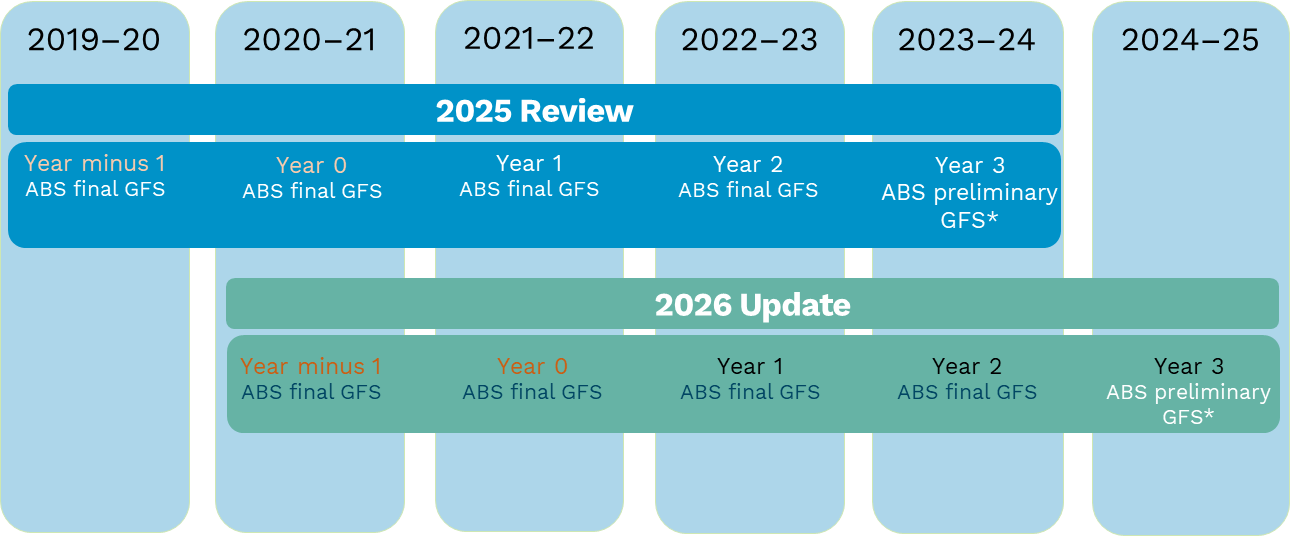 2019–20
2020–21
2021–22
2022–23
2023–24
2024–25
2025 Review
Year minus 1
ABS final GFS
Year 0
ABS final GFS
Year 1
ABS final GFS
Year 2
ABS final GFS
Year 3
ABS preliminary
GFS*
2026 Update
Year minus 1
ABS final GFS
Year 0
ABS final GFS
Year 1
ABS final GFS
Year 2
ABS final GFS
Year 3
ABS preliminary
GFS*